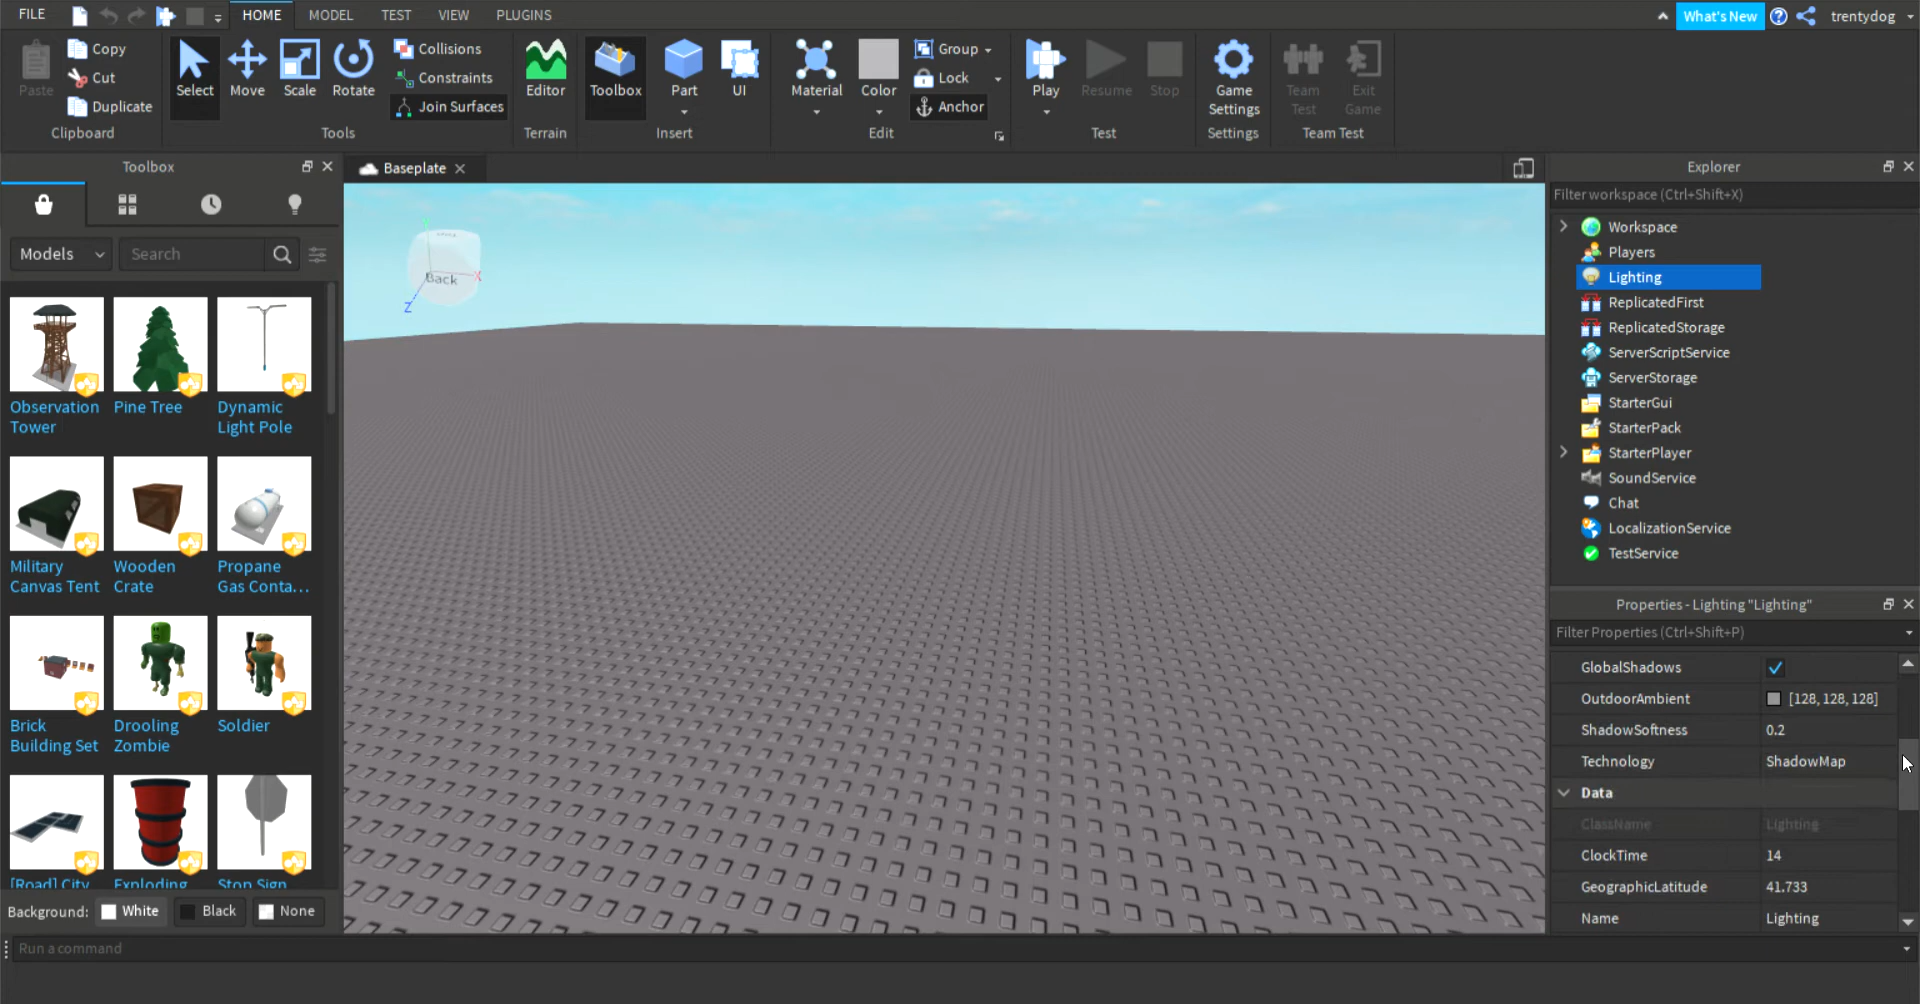 FILE
HOME
MODEL
TEST
VIEW
PLUGINS
What's New
trentydog
Paste
Copy
Cut
Duplicate
Clipboard
Select
Move
Scale
Rotate
Collisions
Constraints
Join Surfaces
Tools
Editor
Terrain
Toolbox
Part
UI
Insert
Material
Color
Group
Lock
Anchor
Edit
Play
Resume
Stop
Test
Game
Settings
Settings
Team
Test
Exit
Game
Team Test
Toolbox
Models
Search
Observation
Tower
Pine Tree
Dynamic
Light Pole
Military
Canvas Tent
Wooden
Crate
Propane
Gas Conta...
Brick
Building Set
Drooling
Zombie
Soldier
[Road] City
Exploding
Stop Sign
Background:
White
Black
None
Run a command
Baseplate
Y
Back
X
Z
Explorer
Filter workspace (Ctrl+Shift+X)
Workspace
Players
Lighting
ReplicatedFirst
ReplicatedStorage
ServerScriptService
ServerStorage
StarterGui
StarterPack
StarterPlayer
SoundService
Chat
LocalizationService
TestService
Properties - Lighting "Lighting"
Filter Properties (Ctrl+Shift+P)
GlobalShadows
OutdoorAmbient [128, 128, 128]
ShadowSoftness 0.2
Technology ShadowMap
Data
ClassName Lighting
ClockTime 14
GeographicLatitude 41.733
Name Lighting